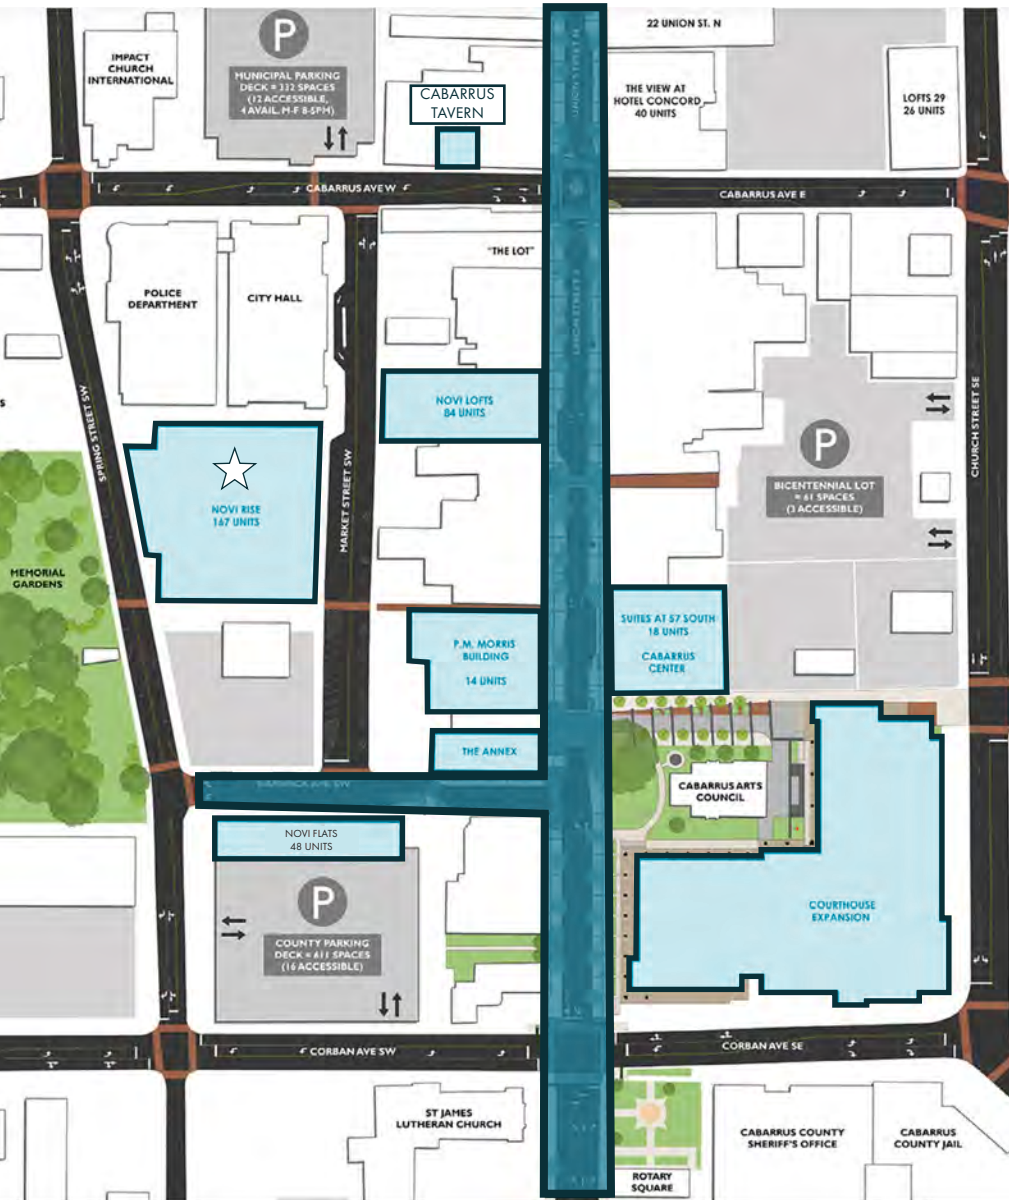 22 UNION ST. N
IMPACT
CHURCH
INTERNATIONAL
P
MUNICIPAL PARKING
DECK = 332 SPACES
(12 ACCESSIBLE,
4 AVAIL. M-F 8-5PM)
CABARRUS
TAVERN
UNION STREET N
THE VIEW AT
HOTEL CONCORD
40 UNITS
LOFTS 29
26 UNITS
CABARRUS AVE W
CABARRUS AVE E
"THE LOT"
POLICE
DEPARTMENT
CITY HALL
UNION STREET S
SPRING STREET SW
MARKET STREET SW
CHURCH STREET SE
NOVI LOFTS
84 UNITS
S
P
BICENTENNIAL LOT
= 61 SPACES
(3 ACCESSIBLE)
NOVI RISE
167 UNITS
MEMORIAL
GARDENS
P.M. MORRIS
BUILDING
14 UNITS
SUITES AT 57 SOUTH
18 UNITS
CABARRUS
CENTER
THE ANNEX
CABARRUS ARTS
COUNCIL
NOVI FLATS
48 UNITS
P
COUNTY PARKING
DECK = 611 SPACES
(16 ACCESSIBLE)
COURTHOUSE
EXPANSION
CORBAN AVE SW
CORBAN AVE SE
ST JAMES
LUTHERAN CHURCH
CABARRUS COUNTY
SHERIFF'S OFFICE
CABARRUS
COUNTY JAIL
ROTARY
SQUARE